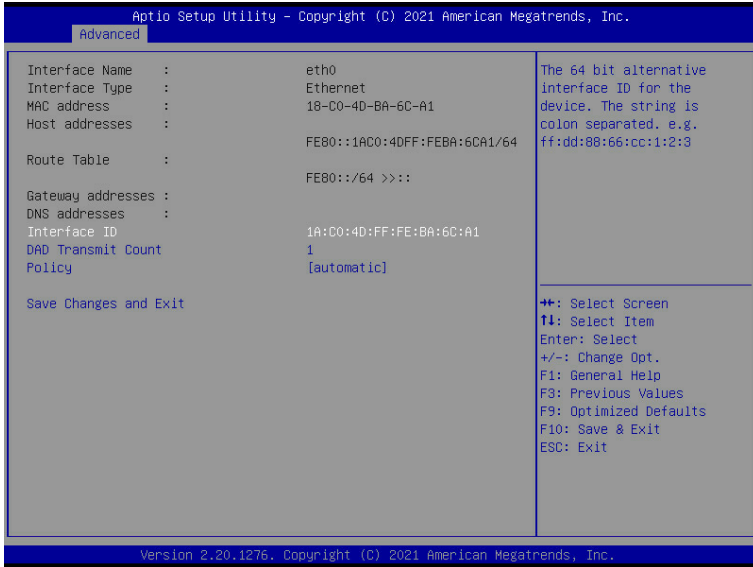 Aptio Setup Utility – Copyright (C) 2021 American Megatrends, Inc.
Advanced
Interface Name : eth0
Interface Type : Ethernet
MAC address : 18-C0-4D-BA-6C-A1
Host addresses :
FE80::1AC0:4DFF:FEBA:6CA1/64
Route Table :
FE80::/64 >>::
Gateway addresses :
DNS addresses :
Interface ID 1A:C0:4D:FF:FE:BA:6C:A1
DAD Transmit Count 1
Policy [automatic]
Save Changes and Exit
The 64 bit alternative
interface ID for the
device. The string is
colon separated. e.g.
ff:dd:88:66:cc:1:2:3
→←: Select Screen
↑↓: Select Item
Enter: Select
+/-: Change Opt.
F1: General Help
F3: Previous Values
F9: Optimized Defaults
F10: Save & Exit
ESC: Exit
Version 2.20.1276. Copyright (C) 2021 American Megatrends, Inc.